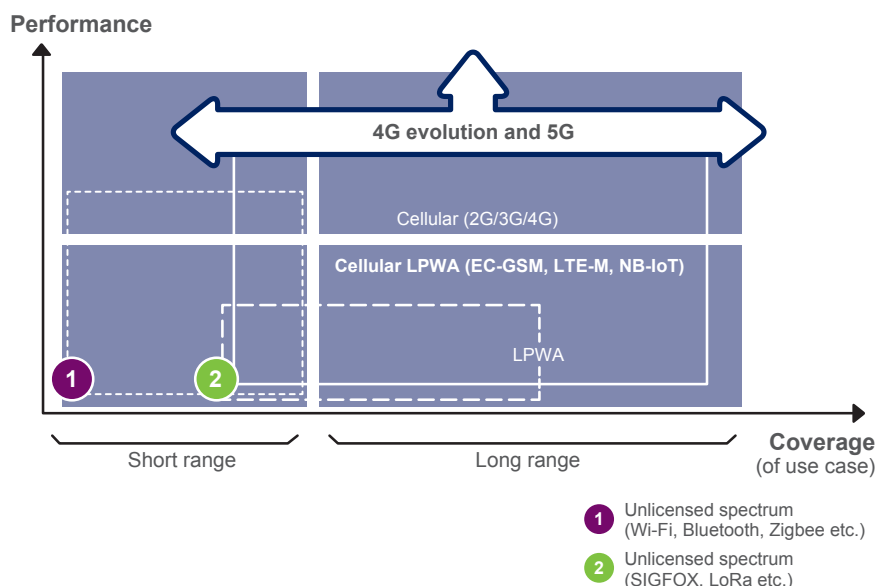 Performance
4G evolution and 5G
Cellular (2G/3G/4G)
Cellular LPWA (EC-GSM, LTE-M, NB-IoT)
LPWA
1
2
Short range
Long range
Coverage
(of use case)
1
Unlicensed spectrum
(Wi-Fi, Bluetooth, Zigbee etc.)
2
Unlicensed spectrum
(SIGFOX, LoRa etc.)